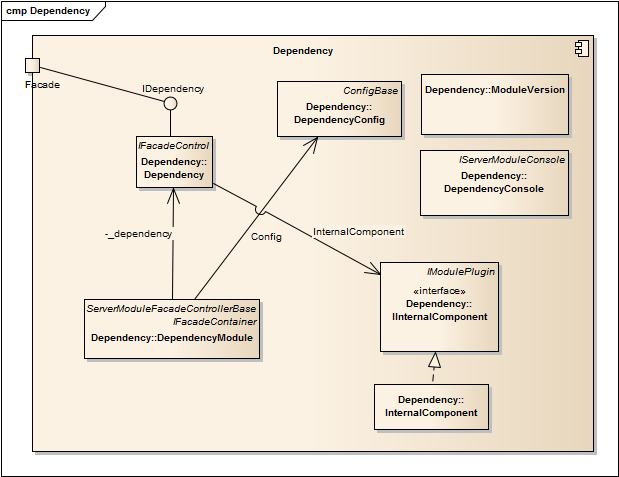 cmp Dependency
Dependency
Facade
IDependency
ConfigBase
Dependency::
DependencyConfig
Dependency::ModuleVersion
IFacadeControl
Dependency::
Dependency
IServerModuleConsole
Dependency::
DependencyConsole
-_dependency
Config
InternalComponent
IModulePlugin
«interface»
Dependency::
IInternalComponent
ServerModuleFacadeControllerBase
IFacadeContainer
Dependency::DependencyModule
Dependency::
InternalComponent